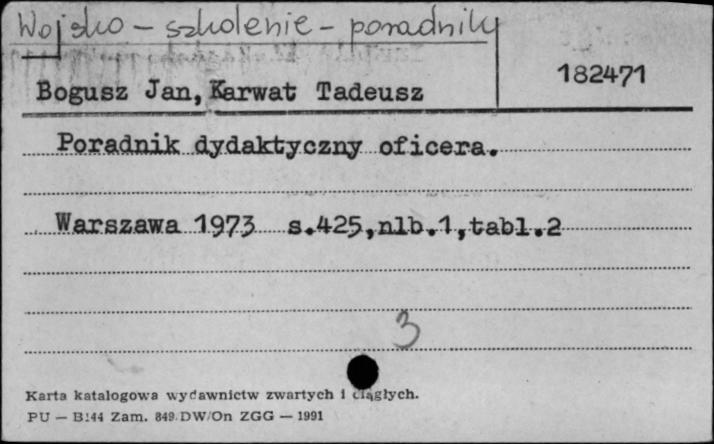 Wojsko - szkolenie - poradniki
182471
Bogusz Jan, Karwat Tadeusz
Poradnik dydaktyczny oficera.
Warszawa 1973 s.425,nlb.1,tabl.2
3
Karta katalogowa wydawnictw zwartych i ciągłych.
PU — B144 Zam. 849 DW/On ZGG — 1991